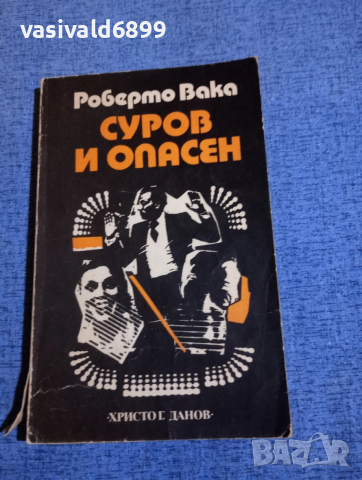 vasivald6899
Роберто Вака
СУРОВ
И ОПАСЕН
·ХРИСТО Г. ДАНОВ·
BAZAR